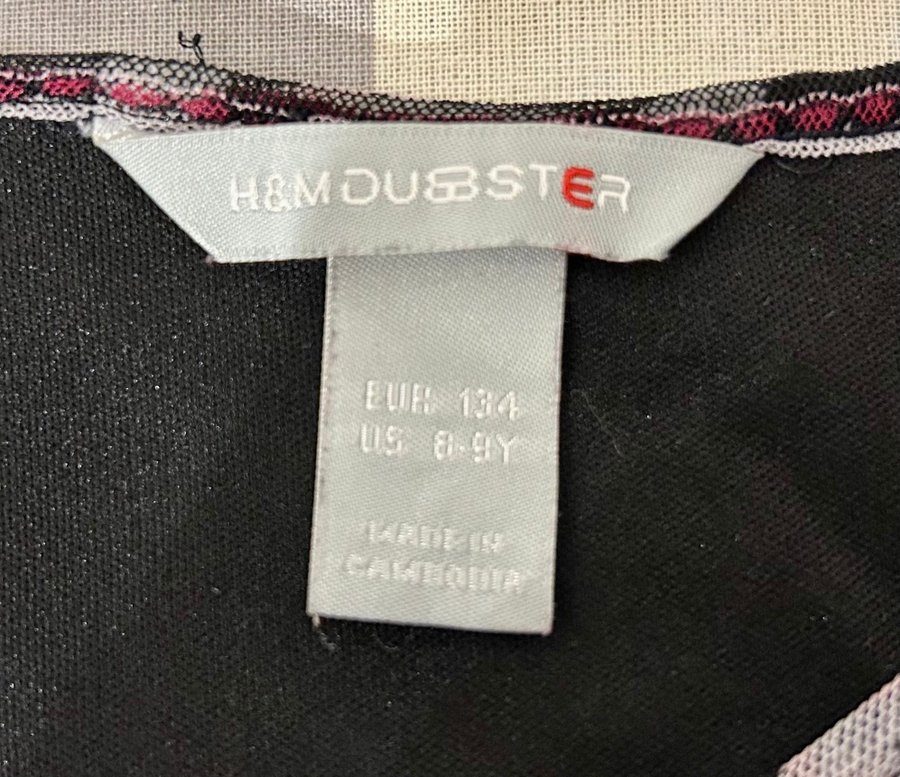 H&M DUBBSTER
EUR 134
US 8-9Y
MADE IN
CAMBODIA